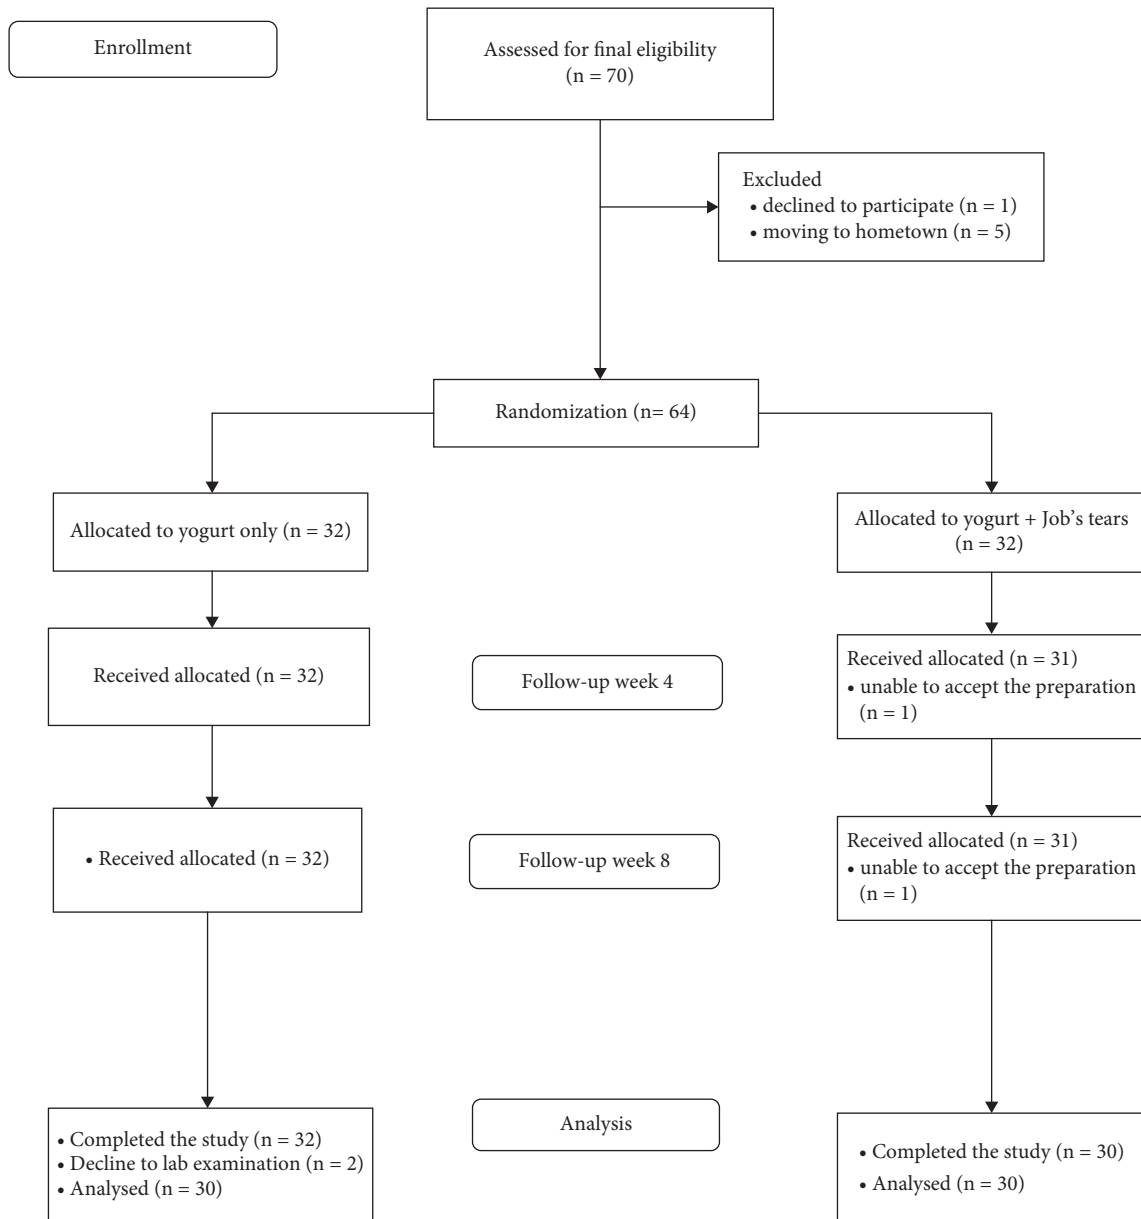 Enrollment
Assessed for final eligibility
(n = 70)
Excluded
• declined to participate (n = 1)
• moving to hometown (n = 5)
Randomization (n= 64)
Allocated to yogurt only (n = 32)
Allocated to yogurt + Job's tears
(n = 32)
Received allocated (n = 32)
Follow-up week 4
Received allocated (n = 31)
• unable to accept the preparation
(n = 1)
• Received allocated (n = 32)
Follow-up week 8
Received allocated (n = 31)
• unable to accept the preparation
(n = 1)
• Completed the study (n = 32)
• Decline to lab examination (n = 2)
• Analysed (n = 30)
Analysis
• Completed the study (n = 30)
• Analysed (n = 30)